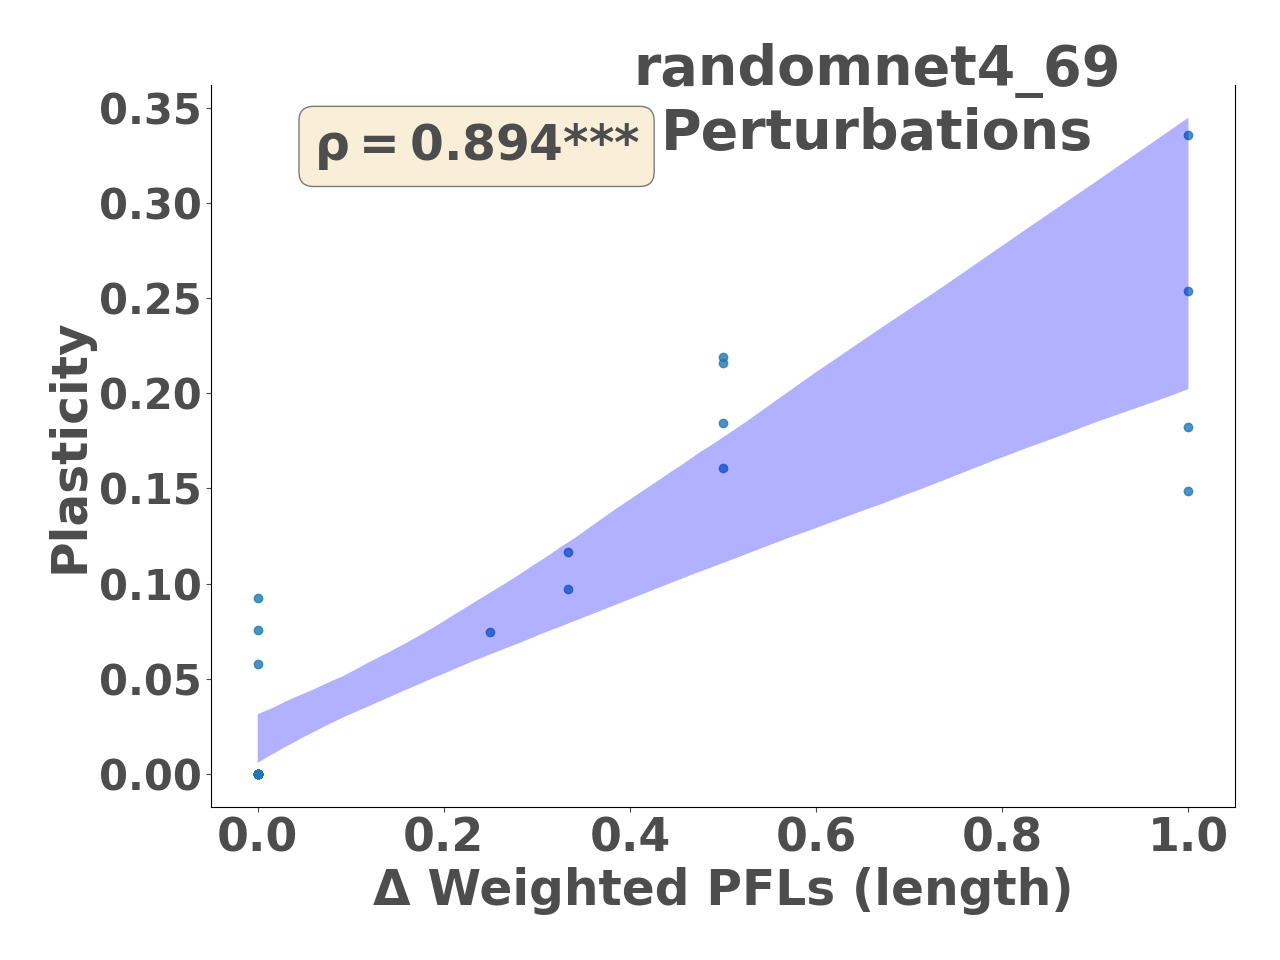 randomnet4_69
Perturbations
ρ = 0.894***
0.35
0.30
0.25
0.20
0.15
0.10
0.05
0.00
Plasticity
0.0 0.2 0.4 0.6 0.8 1.0
Δ Weighted PFLs (length)